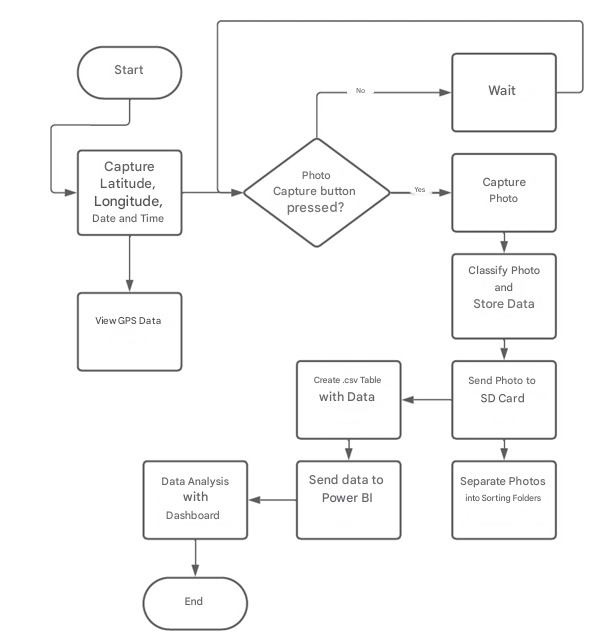 Start
Capture
Latitude,
Longitude,
Date and Time
View GPS Data
Photo
Capture button
pressed?
No
Wait
Yes
Capture
Photo
Classify Photo
and
Store Data
Send Photo to
SD Card
Create .csv Table
with Data
Separate Photos
into Sorting Folders
Send data to
Power BI
Data Analysis
with
Dashboard
End